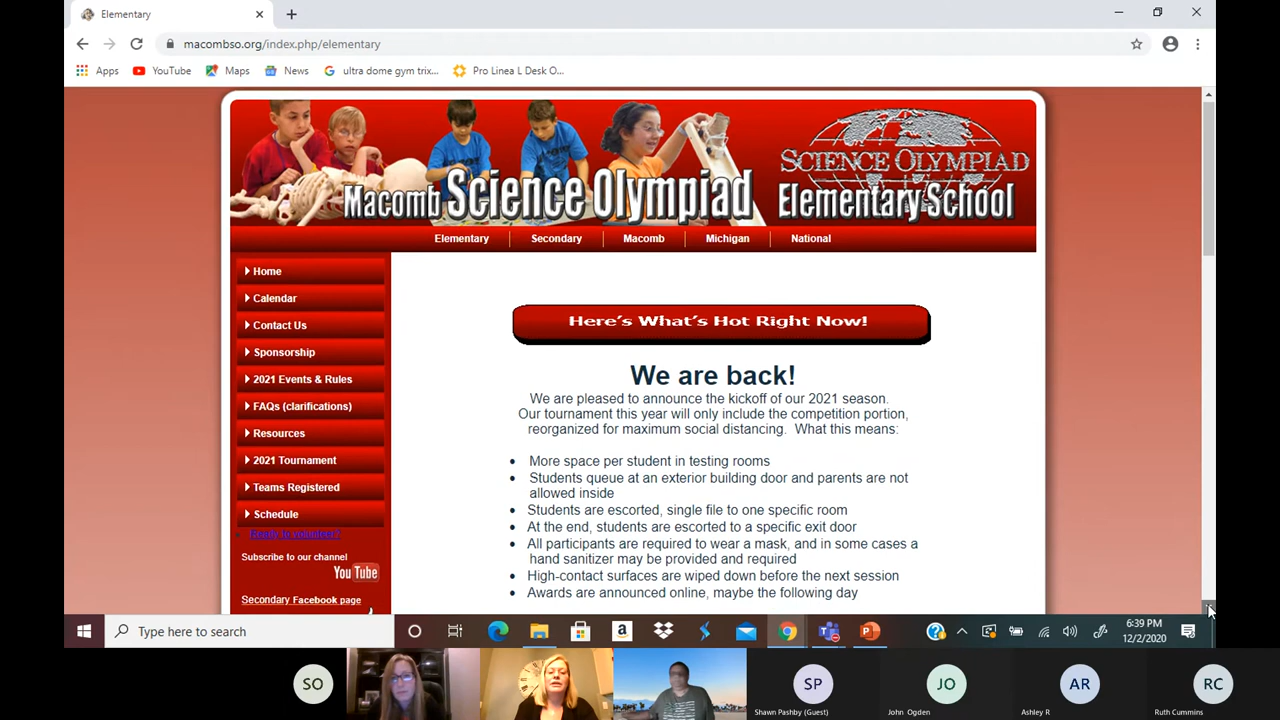 Elementary
macombso.org/index.php/elementary
Apps YouTube Maps News ultra dome gym trix... Pro Linea L Desk O...
SCIENCE OLYMPIAD
Macomb Science Olympiad Elementary School
Elementary Secondary Macomb Michigan National
Home
Calendar
Contact Us
Sponsorship
2021 Events & Rules
FAQs (clarifications)
Resources
2021 Tournament
Teams Registered
Schedule
Ready to volunteer?
Subscribe to our channel
YouTube
Secondary Facebook page
Here's What's Hot Right Now!
We are back!
We are pleased to announce the kickoff of our 2021 season.
Our tournament this year will only include the competition portion,
reorganized for maximum social distancing. What this means:
• More space per student in testing rooms
• Students queue at an exterior building door and parents are not
allowed inside
• Students are escorted, single file to one specific room
• At the end, students are escorted to a specific exit door
• All participants are required to wear a mask, and in some cases a
hand sanitizer may be provided and required
• High-contact surfaces are wiped down before the next session
• Awards are announced online, maybe the following day
Type here to search
6:39 PM
12/2/2020
SO SP JO AR RC
Shawn Pashby (Guest) John Ogden Ashley R Ruth Cummins